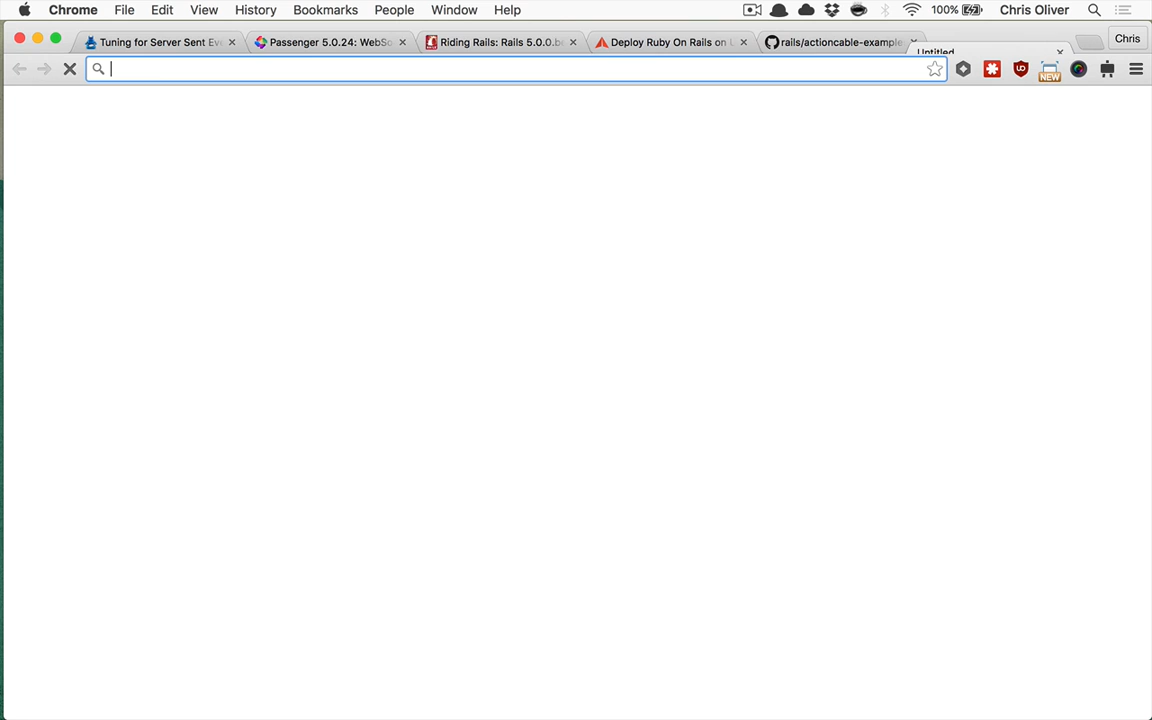 Chrome File Edit View History Bookmarks People Window Help 100% Chris Oliver
Tuning for Server Sent Eve Passenger 5.0.24: WebSo Riding Rails: Rails 5.0.0.be Deploy Ruby On Rails on U rails/actioncable-example Untitled Chris
NEW